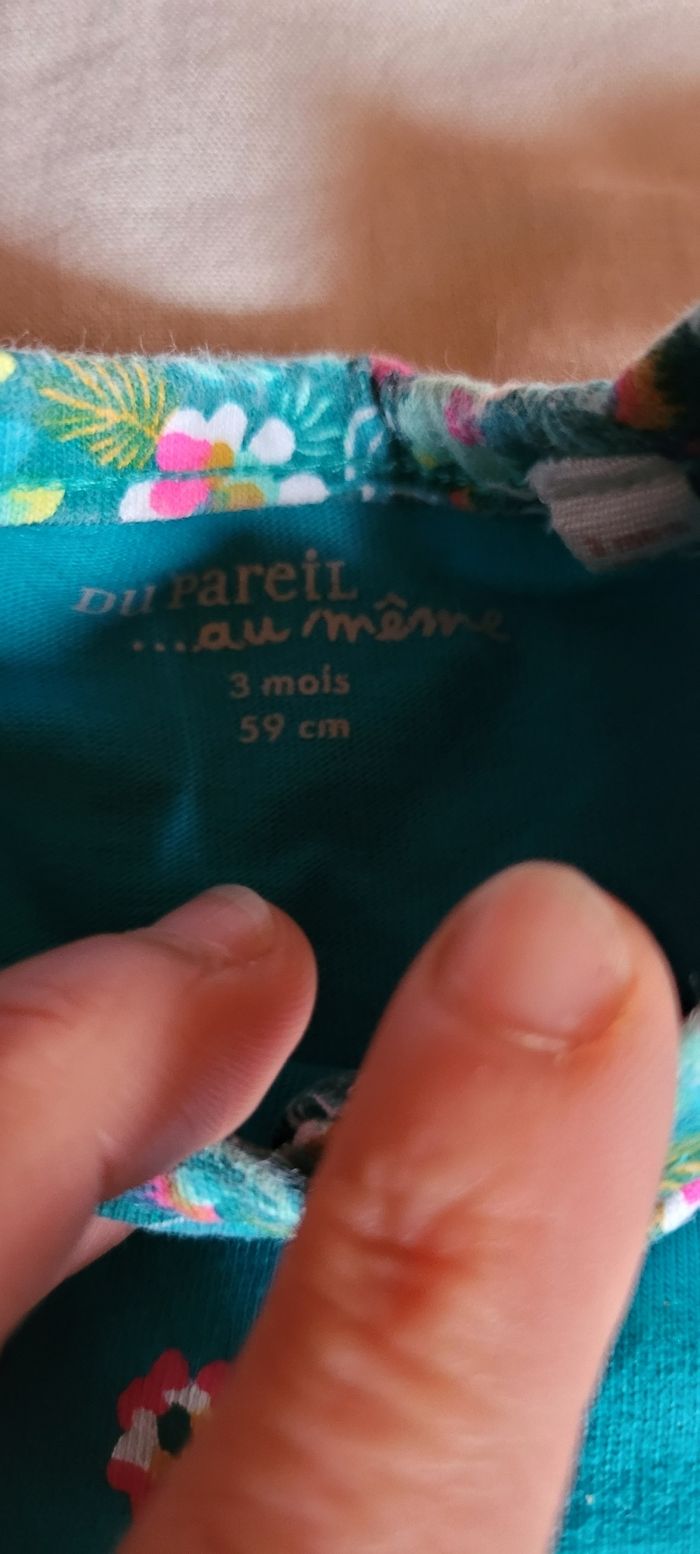 DU PareiL
...au même
3 mois
59 cm